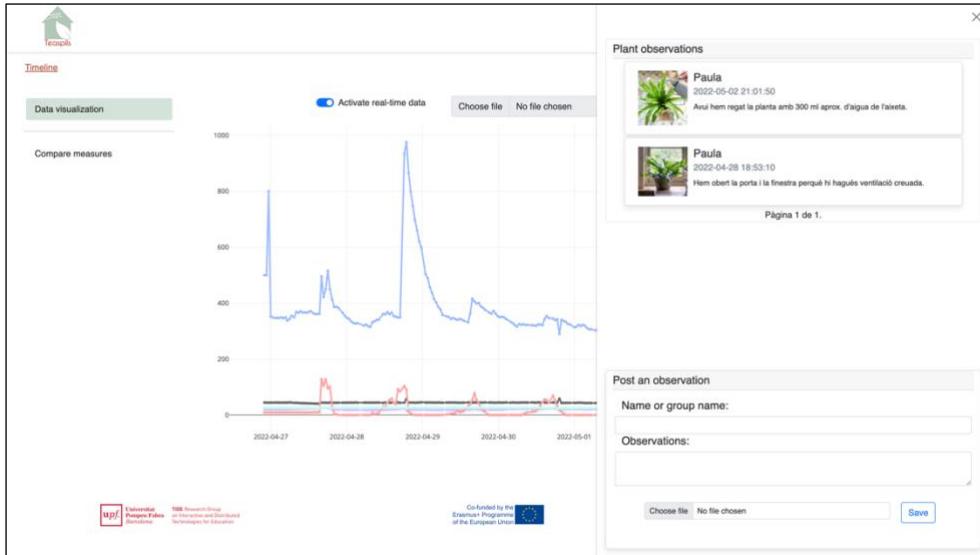 Teaspils
Timeline
Data visualization
Compare measures
Activate real-time data
Choose file No file chosen
1000
800
600
400
200
0
2022-04-27 2022-04-28 2022-04-29 2022-04-30 2022-05-01
upf. Universitat Pompeu Fabra Barcelona
TIDE Research Group
on Interactive and Distributed
Technologies for Education
Co-funded by the
Erasmus+ Programme
of the European Union
×
Plant observations
Paula
2022-05-02 21:01:50
Avui hem regat la planta amb 300 ml aprox. d'aigua de l'aixeta.
Paula
2022-04-28 18:53:10
Hem obert la porta i la finestra perquè hi hagués ventilació creuada.
Pàgina 1 de 1.
Post an observation
Name or group name:
Observations:
Choose file No file chosen
Save